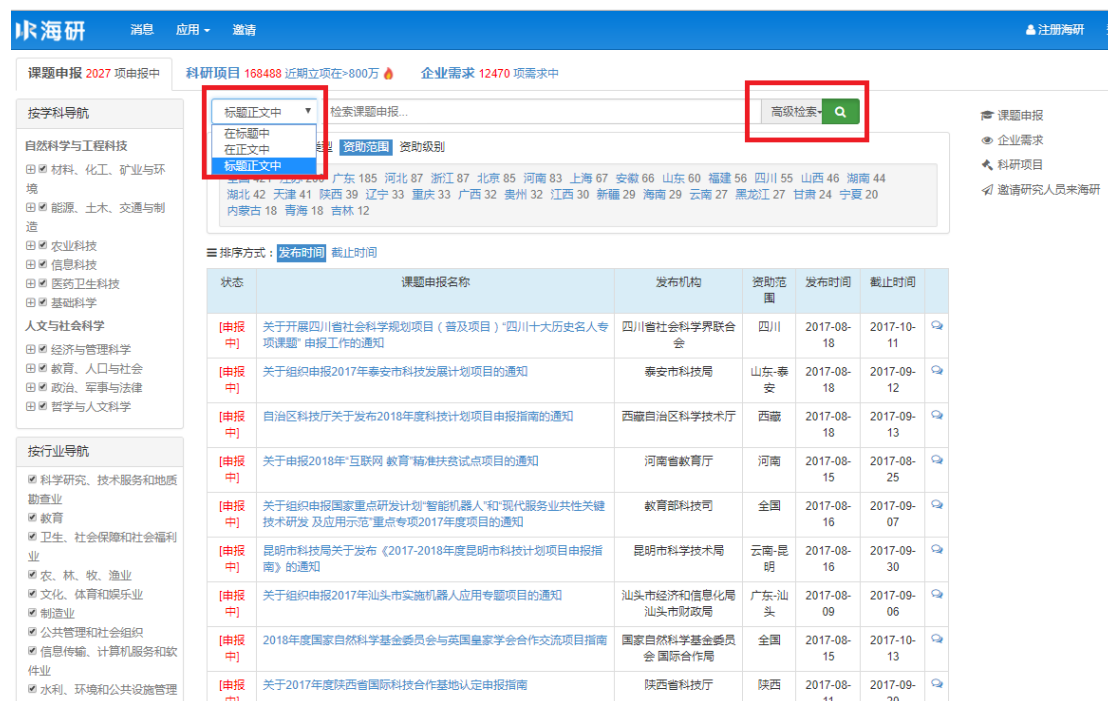 海研 消息 应用 邀请 注册海研
课题申报 2027 项申报中 科研项目 168488 近期立项在>800万 企业需求 12470 项需求中
按学科导航
自然科学与工程科技
材料、化工、矿业与环
境
能源、土木、交通与制
造
农业科技
信息科技
医药卫生科技
基础科学
人文与社会科学
经济与管理科学
教育、人口与社会
政治、军事与法律
哲学与人文科学
按行业导航
科学研究、技术服务和地质
勘查业
教育
卫生、社会保障和社会福利
业
农、林、牧、渔业
文化、体育和娱乐业
制造业
公共管理和社会组织
信息传输、计算机服务和软
件业
水利、环境和公共设施管理
标题正文中 检索课题申报... 高级检索
在标题中
在正文中
标题正文中
资助范围 资助级别
广东 185 河北 87 浙江 87 北京 85 河南 83 上海 67 安徽 66 山东 60 福建 56 四川 55 山西 46 湖南 44
湖北 42 天津 41 陕西 39 辽宁 33 重庆 33 广西 32 贵州 32 江西 30 新疆 29 海南 29 云南 27 黑龙江 27 甘肃 24 宁夏 20
内蒙古 18 青海 18 吉林 12
排序方式：发布时间 截止时间
状态 课题申报名称 发布机构 资助范围 发布时间 截止时间
[申报中] 关于开展四川省社会科学规划项目（普及项目）“四川十大历史名人专
项课题” 申报工作的通知 四川省社会科学界联合会 四川 2017-08-18 2017-10-11
[申报中] 关于组织申报2017年泰安市科技发展计划项目的通知 泰安市科技局 山东-泰安 2017-08-18 2017-09-12
[申报中] 自治区科技厅关于发布2018年度科技计划项目申报指南的通知 西藏自治区科学技术厅 西藏 2017-08-18 2017-09-13
[申报中] 关于申报2018年“互联网 教育”精准扶贫试点项目的通知 河南省教育厅 河南 2017-08-15 2017-08-25
[申报中] 关于组织申报国家重点研发计划“智能机器人”和“现代服务业共性关键
技术研发 及应用示范”重点专项2017年度项目的通知 教育部科技司 全国 2017-08-16 2017-09-07
[申报中] 昆明市科技局关于发布《2017-2018年度昆明市科技计划项目申报指
南》的通知 昆明市科学技术局 云南-昆明 2017-08-16 2017-09-30
[申报中] 关于组织申报2017年汕头市实施机器人应用专题项目的通知 汕头市经济和信息化局 汕头市财政局 广东-汕头 2017-08-09 2017-09-06
[申报中] 2018年度国家自然科学基金委员会与英国皇家学会合作交流项目指南 国家自然科学基金委员会 国际合作局 全国 2017-08-15 2017-10-13
[申报 关于2017年度陕西省国际科技合作基地认定申报指南 陕西省科技厅 陕西 2017-08- 2017-09-
课题申报
企业需求
科研项目
邀请研究人员来海研